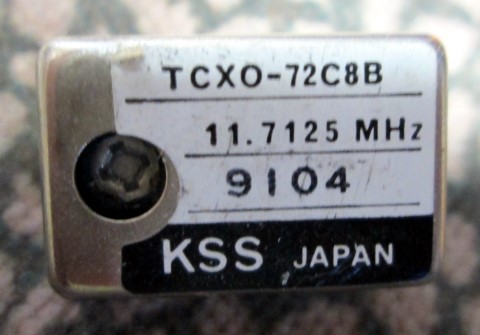 TCXO-72C8B
11.7125 MHz
9104
KSS JAPAN